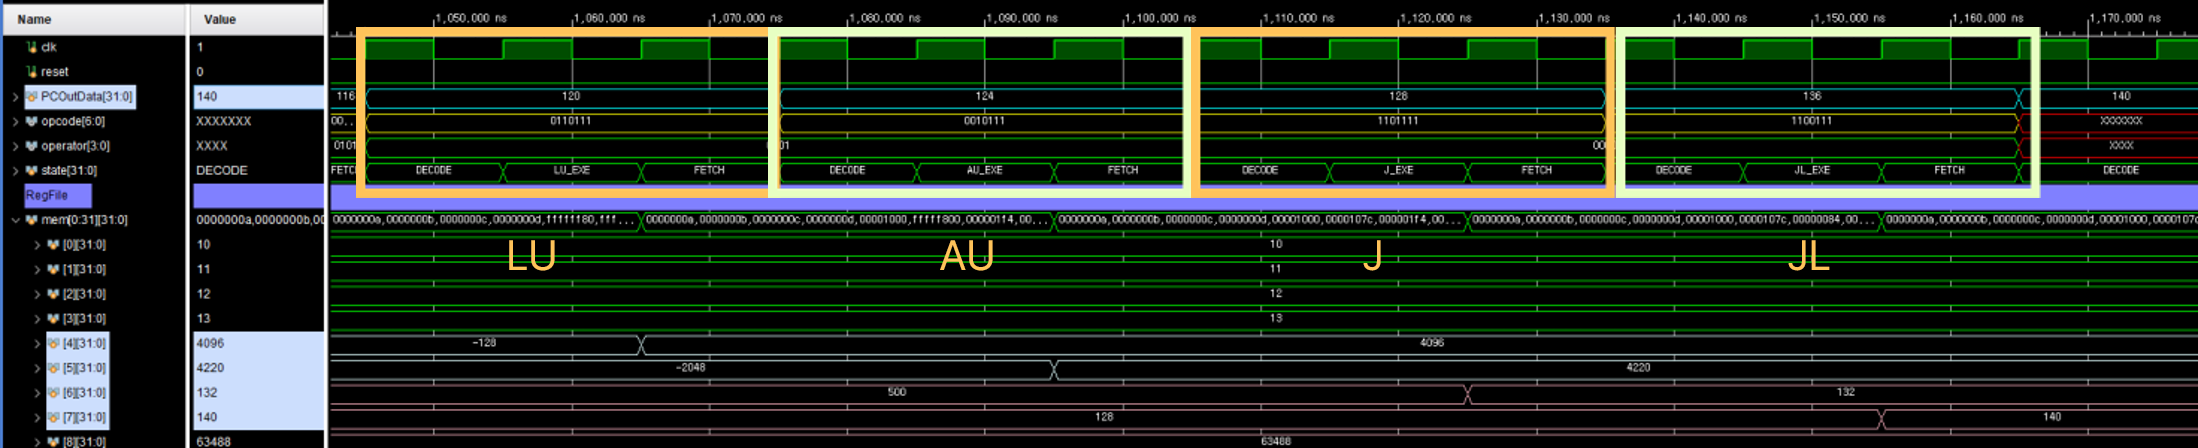 Name Value 1,050.000 ns 1,060.000 ns 1,070.000 ns 1,080.000 ns 1,090.000 ns 1,100.000 ns 1,110.000 ns 1,120.000 ns 1,130.000 ns 1,140.000 ns 1,150.000 ns 1,160.000 ns 1,170.000 ns
clk 1
reset 0
PCOutData[31:0] 140 116 120 124 128 136 140
opcode[6:0] XXXXXXX 00.. 0110111 0010111 1101111 1100111 XXXXXXX
operator[3:0] XXXX 0101 01 00 XXXX
state[31:0] DECODE FETC DECODE LU_EXE FETCH DECODE AU_EXE FETCH DECODE J_EXE FETCH DECODE JL_EXE FETCH DECODE
RegFile
mem[0:31][31:0] 0000000a,0000000b,00 0000000a,0000000b,0000000c,0000000d,ffffff80,fff... 0000000a,0000000b,0000000c,0000000d,00001000,fffff800,000001f4,00... 0000000a,0000000b,0000000c,0000000d,00001000,0000107c,000001f4,00... 0000000a,0000000b,0000000c,0000000d,00001000,0000107c,00000084,00... 0000000a,0000000b,0000000c,0000000d,00001000,0000107c
[0][31:0] 10 10
LU AU J JL
[1][31:0] 11 11
[2][31:0] 12 12
[3][31:0] 13 13
[4][31:0] 4096 -128 4096
[5][31:0] 4220 -2048 4220
[6][31:0] 132 500 132
[7][31:0] 140 128 140
[8][31:0] 63488 63488